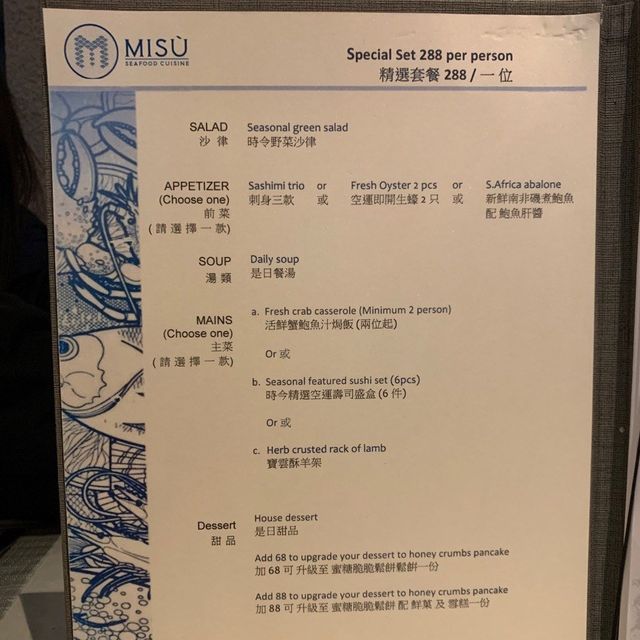 MISÙ
SEAFOOD CUISINE
Special Set 288 per person
精選套餐 288 / 一 位
SALAD Seasonal green salad
沙 律 時令野菜沙律
APPETIZER Sashimi trio or Fresh Oyster 2 pcs or S.Africa abalone
(Choose one) 刺身三款 或 空運即開生蠔 2 只 或 新鮮南非磯煮鮑魚
前 菜 配 鮑魚肝醬
( 請 選 擇 一 款)
SOUP Daily soup
湯 類 是日餐湯
MAINS a. Fresh crab casserole (Minimum 2 person)
(Choose one) 活鮮蟹鮑魚汁焗飯 (兩位起)
主菜
( 請 選 擇 一 款) Or 或
b. Seasonal featured sushi set (6pcs)
時今精選空運壽司盛盒 (6 件)
Or 或
c. Herb crusted rack of lamb
寶雲酥羊架
Dessert House dessert
甜 品 是日甜品
Add 68 to upgrade your dessert to honey crumbs pancake
加 68 可 升級至 蜜糖脆脆鬆餅鬆餅一份
Add 88 to upgrade your dessert to honey crumbs pancake
加 88 可 升級至 蜜糖脆脆鬆餅 配 鮮菓 及 雪糕一份